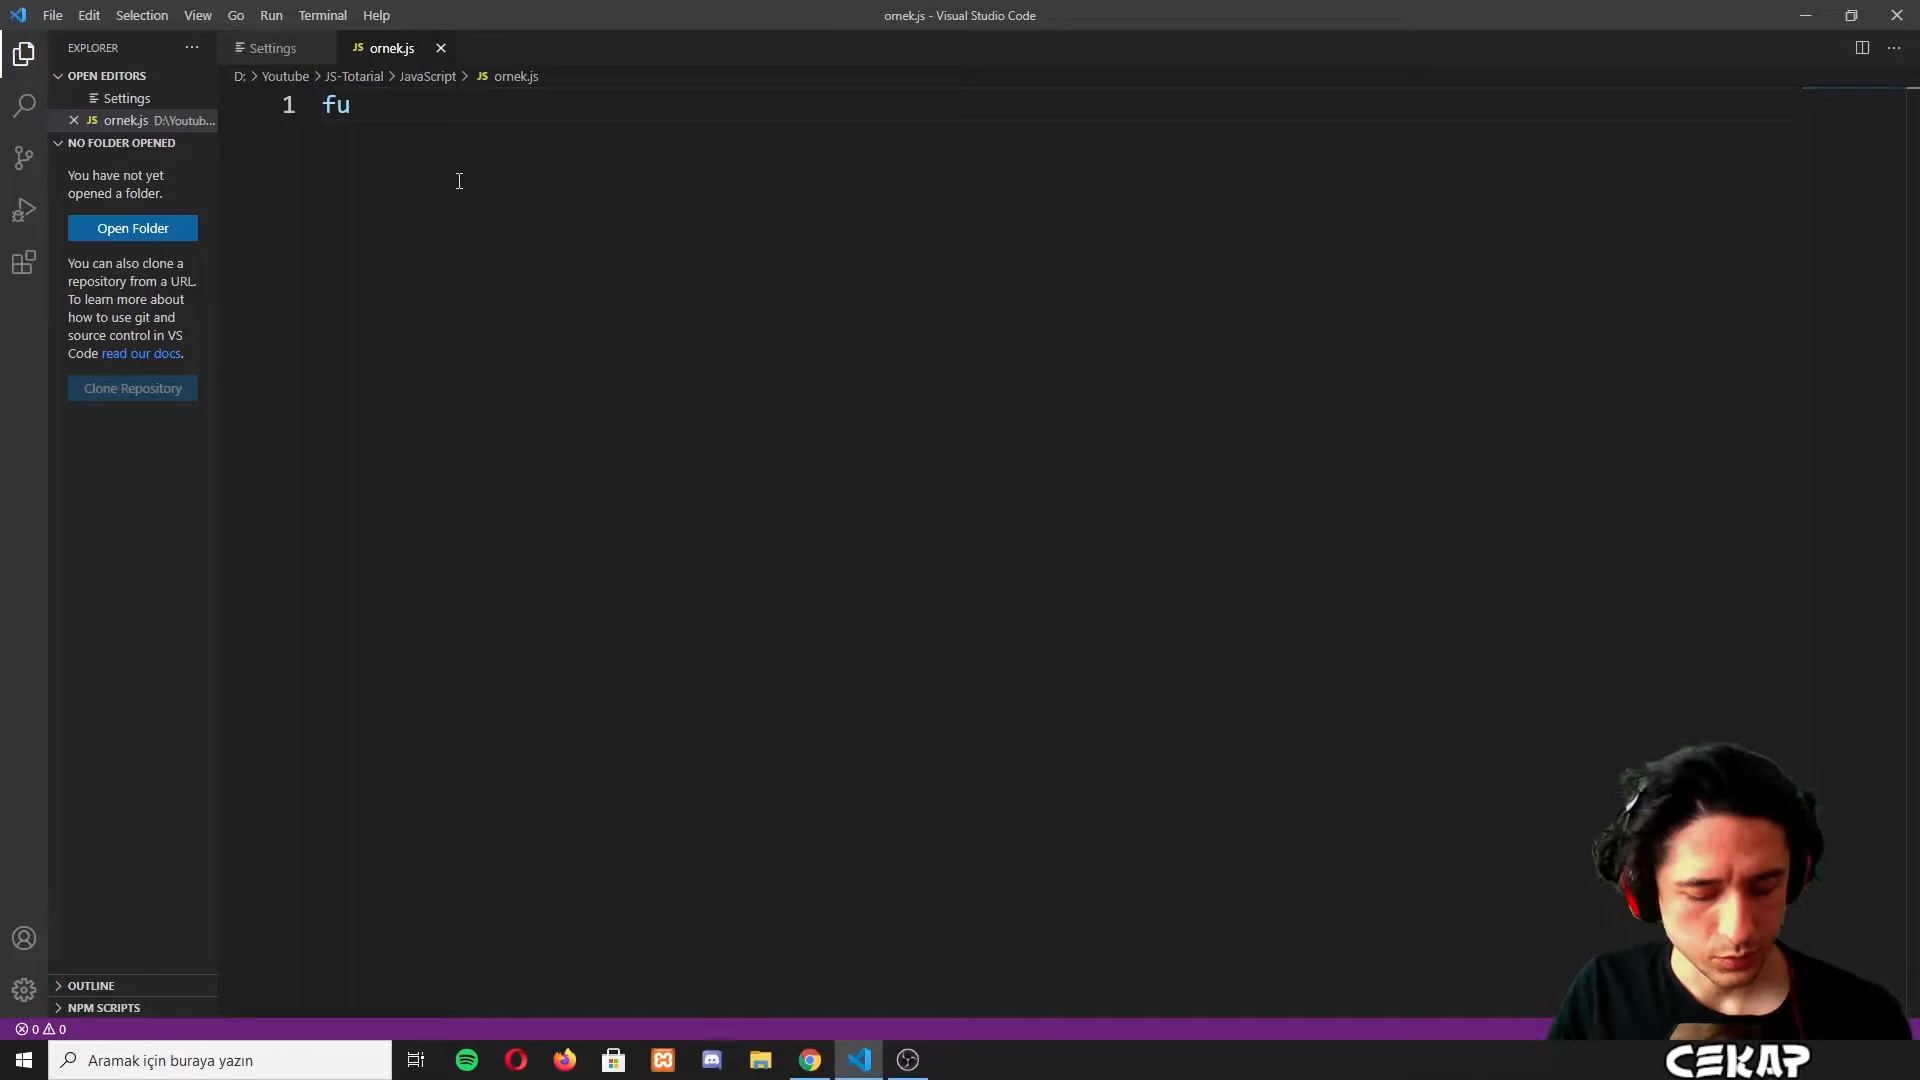 File Edit Selection View Go Run Terminal Help
ornek.js - Visual Studio Code
EXPLORER
Settings
JS ornek.js
OPEN EDITORS
Settings
JS ornek.js D:\Youtub...
D: > Youtube > JS-Totarial > JavaScript > JS ornek.js
1 fu
NO FOLDER OPENED
You have not yet
opened a folder.
Open Folder
You can also clone a
repository from a URL.
To learn more about
how to use git and
source control in VS
Code read our docs.
Clone Repository
OUTLINE
NPM SCRIPTS
0 0
Aramak için buraya yazın
CEKAP